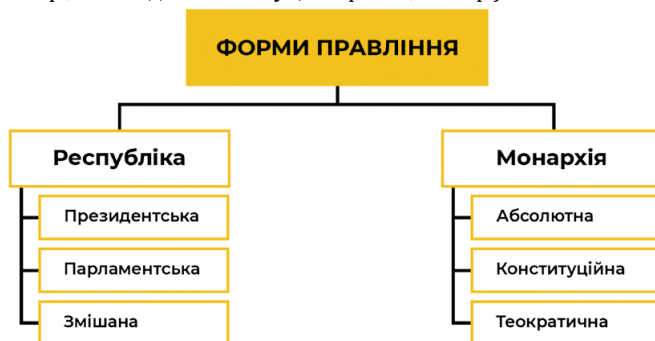 ФОРМИ ПРАВЛІННЯ
Республіка
Президентська
Парламентська
Змішана
Монархія
Абсолютна
Конституційна
Теократична